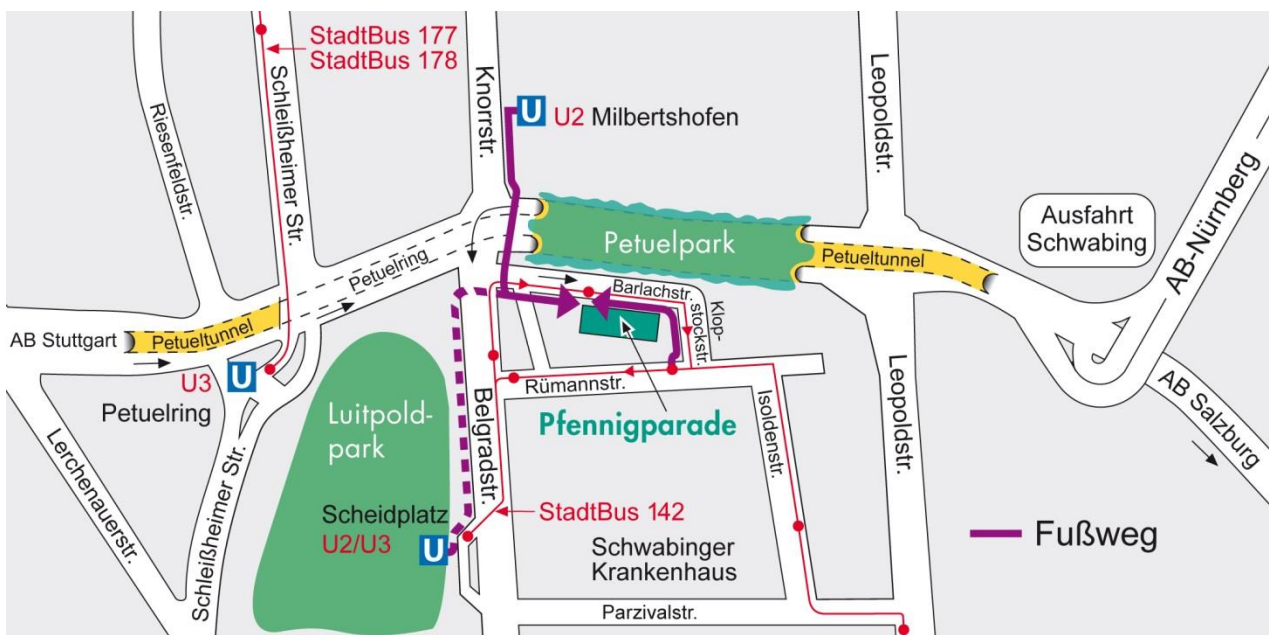 StadtBus 177
StadtBus 178
Riesenfeldstr.
Schleißheimer Str.
Knorrstr.
U
U2 Milbertshofen
Leopoldstr.
Ausfahrt
Schwabing
AB-Nürnberg
Petuelpark
Petueltunnel
Petuelring
AB Stuttgart
Petueltunnel
Barlachstr.
Klopp-
stockstr.
U3
U
Petuelring
Rümannstr.
Pfennigparade
Luitpold-
park
Belgradstr.
Isoldenstr.
Leopoldstr.
AB Salzburg
Lerchenauerstr.
Schleißheimer Str.
Scheidplatz
U2/U3
U
StadtBus 142
Schwabinger
Krankenhaus
Fußweg
Parzivalstr.